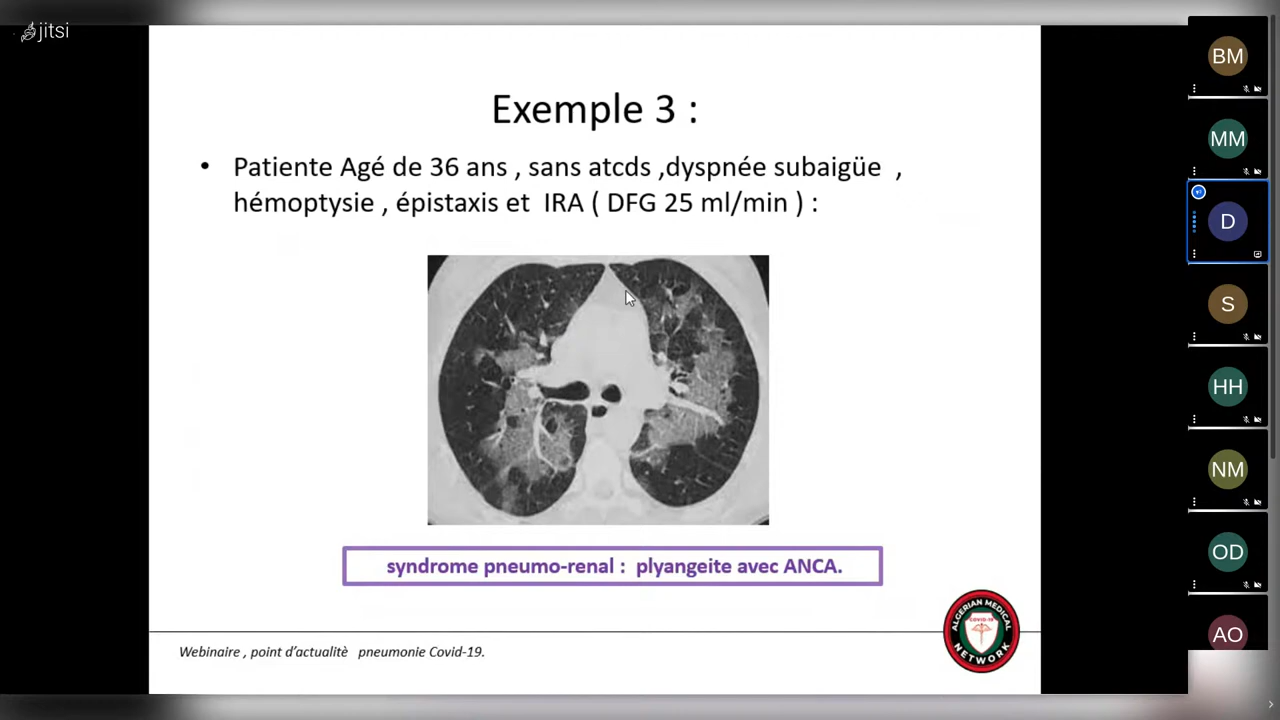 jitsi
Exemple 3 :
• Patiente Agé de 36 ans , sans atcds ,dyspnée subaigüe ,
hémoptysie , épistaxis et IRA ( DFG 25 ml/min ) :
syndrome pneumo-renal : plyangeite avec ANCA.
Webinaire , point d'actualitè pneumonie Covid-19.
ALGERIAN MEDICAL
COVID-19
NETWORK
BM
MM
D
S
HH
NM
OD
AO